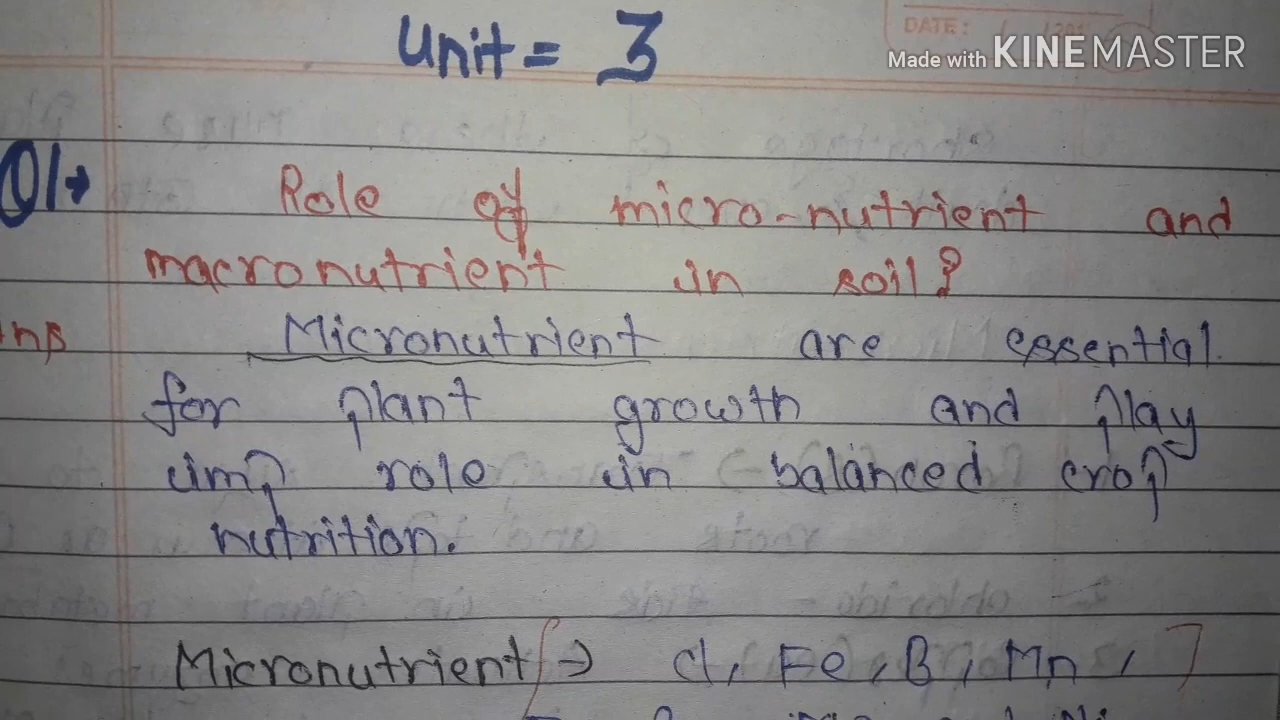 DATE:
Made with KINEMASTER
Unit = 3
Q1→ Role of micro-nutrient and
macronutrient in soil?
Ans Micronutrient are essential
for plant growth and play
imp role in balanced crop
nutrition.
Micronutrient → Cl, Fe, B, Mn,